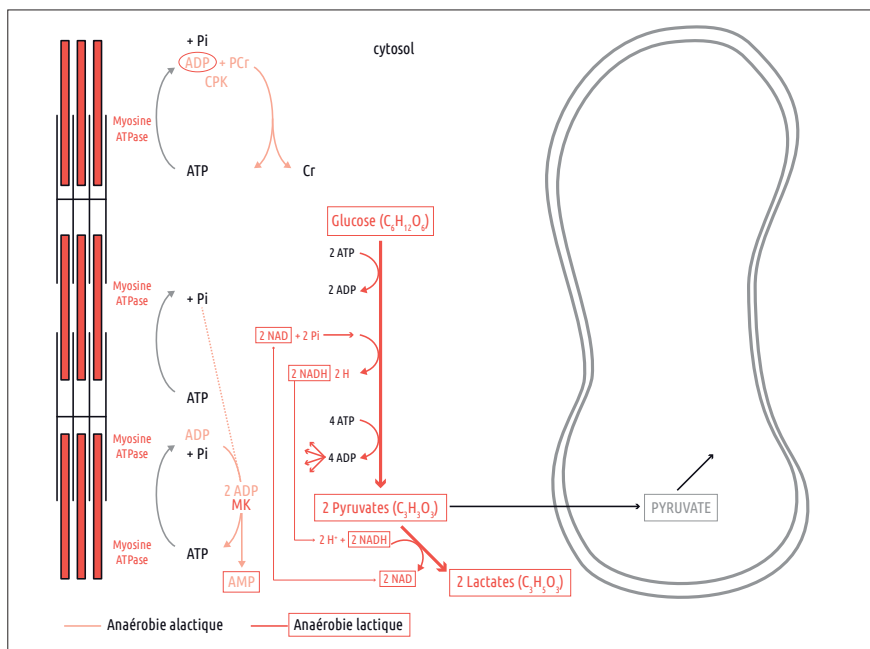 + Pi
ADP + PCr
CPK
cytosol
Myosine
ATPase
ATP
Cr
Glucose (C₆H₁₂O₆)
2 ATP
2 ADP
Myosine
ATPase
+ Pi
2 NAD + 2 Pi
2 NADH 2 H
ATP
4 ATP
4 ADP
Myosine
ATPase
ADP
+ Pi
2 ADP
MK
2 Pyruvates (C₃H₃O₃)
PYRUVATE
Myosine
ATPase
ATP
2 H⁺ + 2 NADH
AMP
2 NAD
2 Lactates (C₃H₅O₃)
Anaérobie alactique
Anaérobie lactique